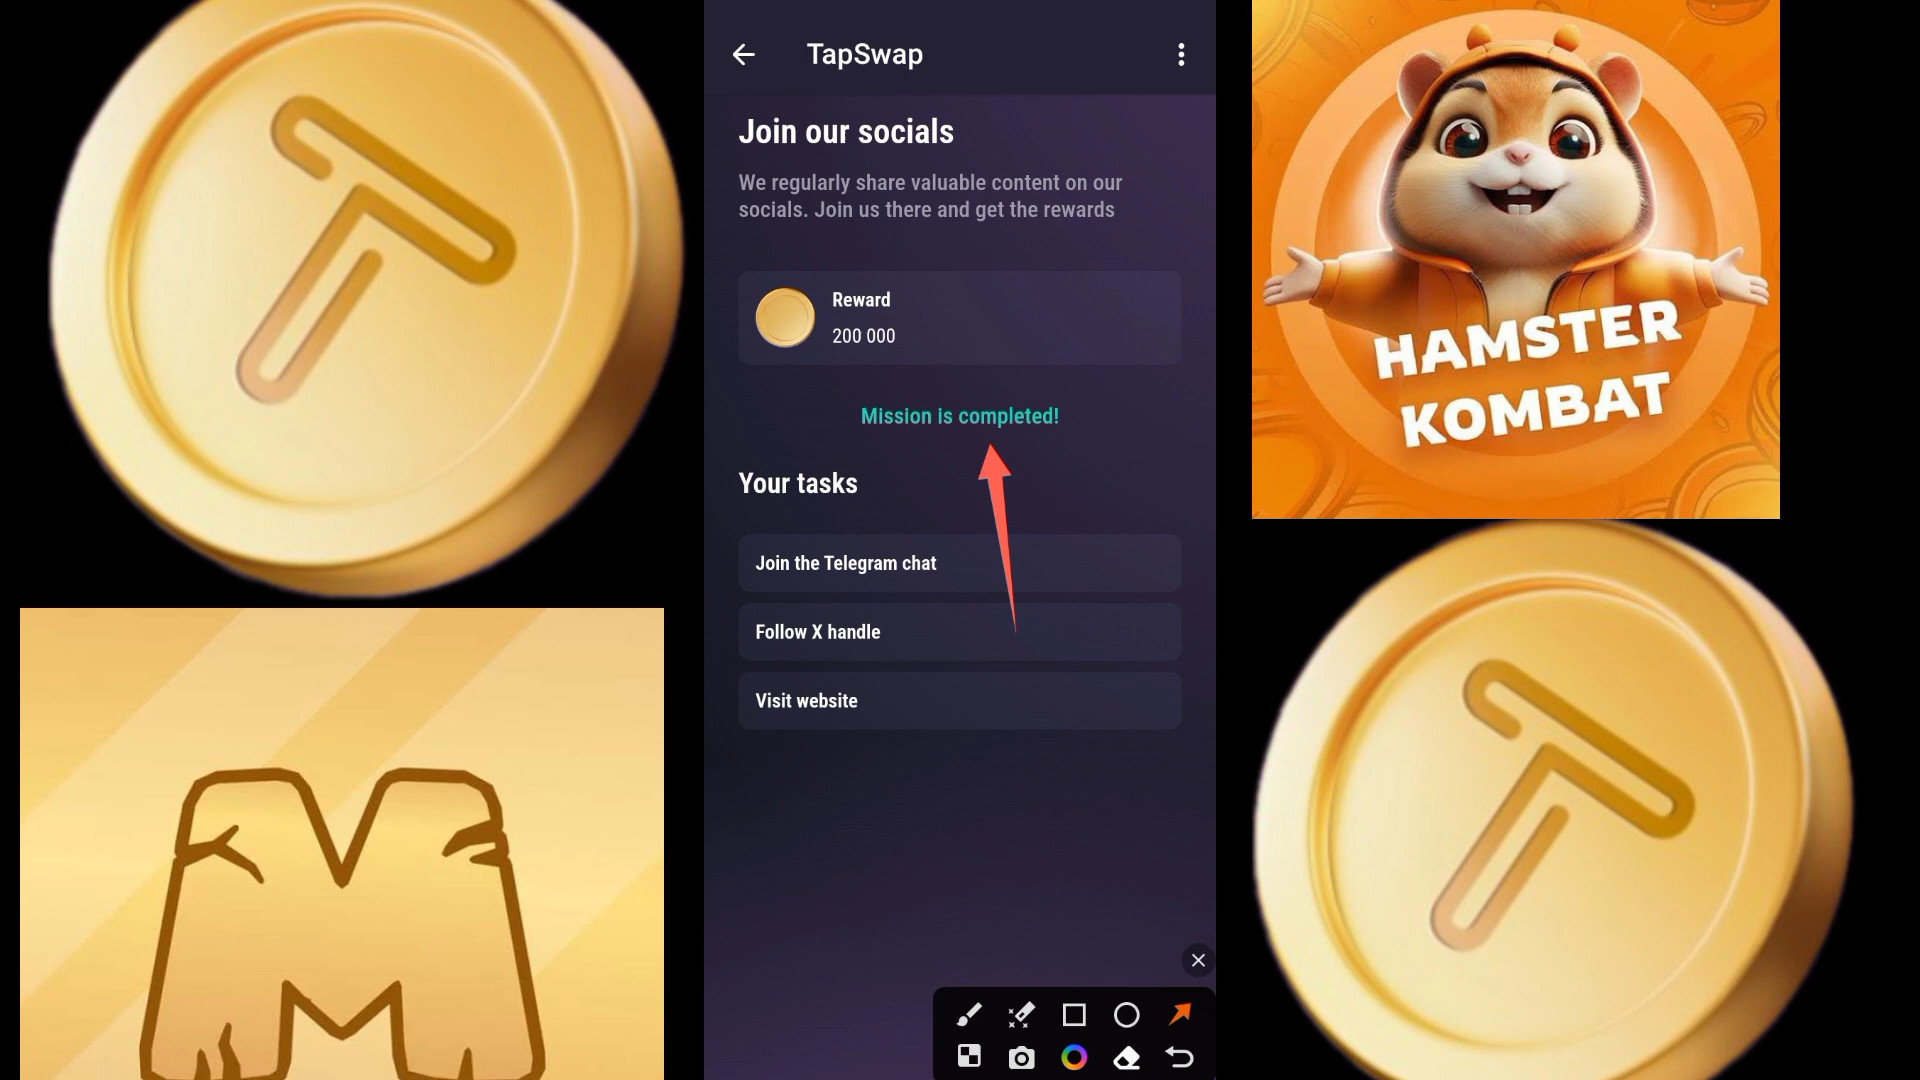 TapSwap
Join our socials
We regularly share valuable content on our
socials. Join us there and get the rewards
Reward
200 000
Mission is completed!
Your tasks
Join the Telegram chat
Follow X handle
Visit website
HAMSTER
KOMBAT